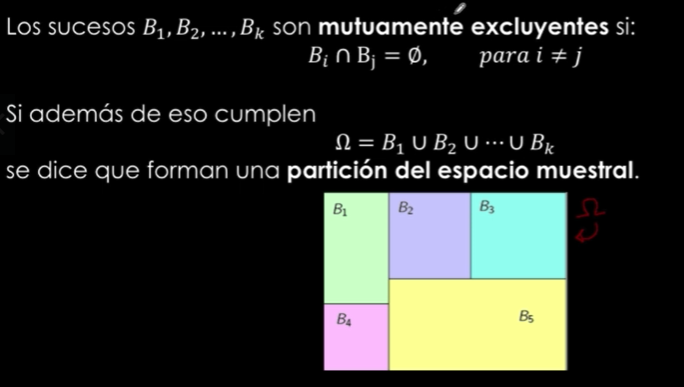 Los sucesos B₁, B₂, ... , Bₖ son mutuamente excluyentes si:
Bᵢ ∩ Bⱼ = Ø, para i ≠ j
Si además de eso cumplen
Ω = B₁ ∪ B₂ ∪ ⋯ ∪ Bₖ
se dice que forman una partición del espacio muestral.
B₁ B₂ B₃ Ω
B₄ B₅